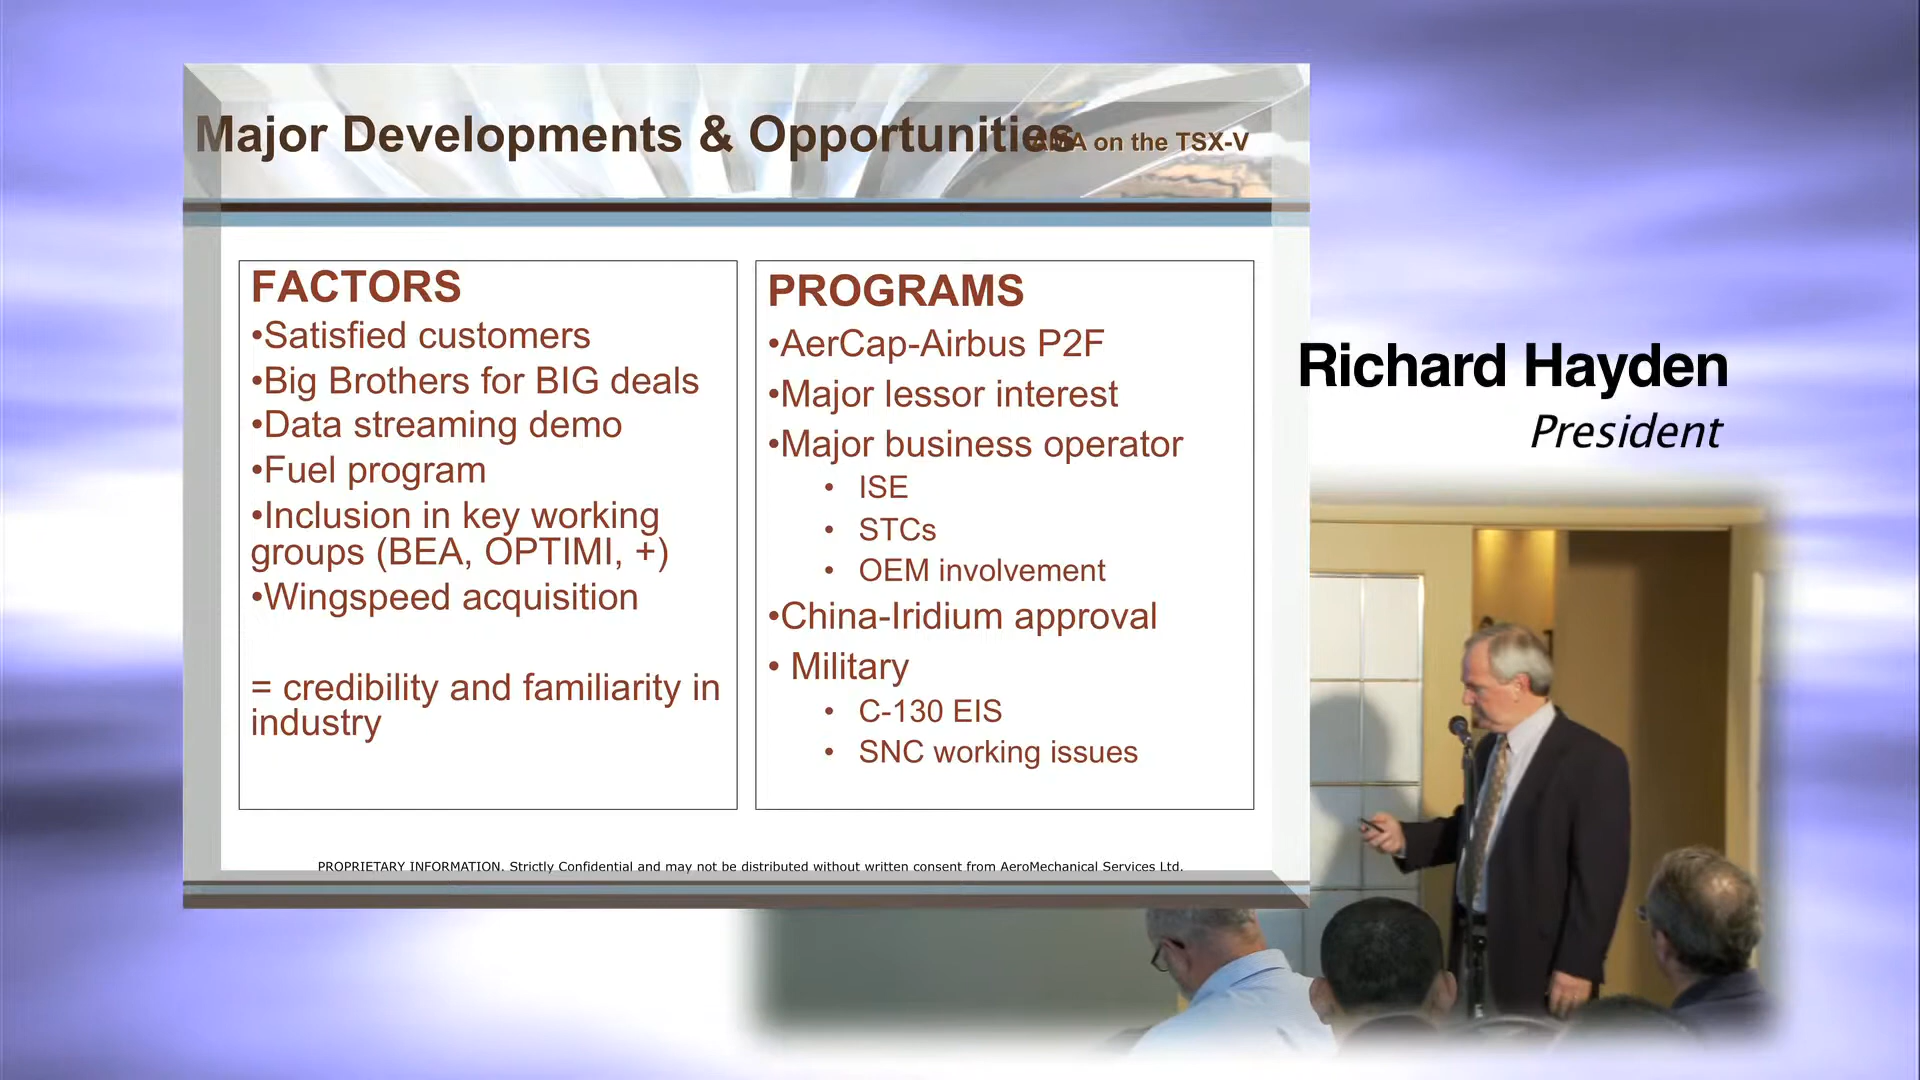 Major Developments & Opportunities
on the TSX-V
FACTORS
•Satisfied customers
•Big Brothers for BIG deals
•Data streaming demo
•Fuel program
•Inclusion in key working
groups (BEA, OPTIMI, +)
•Wingspeed acquisition
= credibility and familiarity in
industry
PROGRAMS
•AerCap-Airbus P2F
•Major lessor interest
•Major business operator
• ISE
• STCs
• OEM involvement
•China-Iridium approval
• Military
• C-130 EIS
• SNC working issues
PROPRIETARY INFORMATION. Strictly Confidential and may not be distributed without written consent from AeroMechanical Services Ltd.
Richard Hayden
President